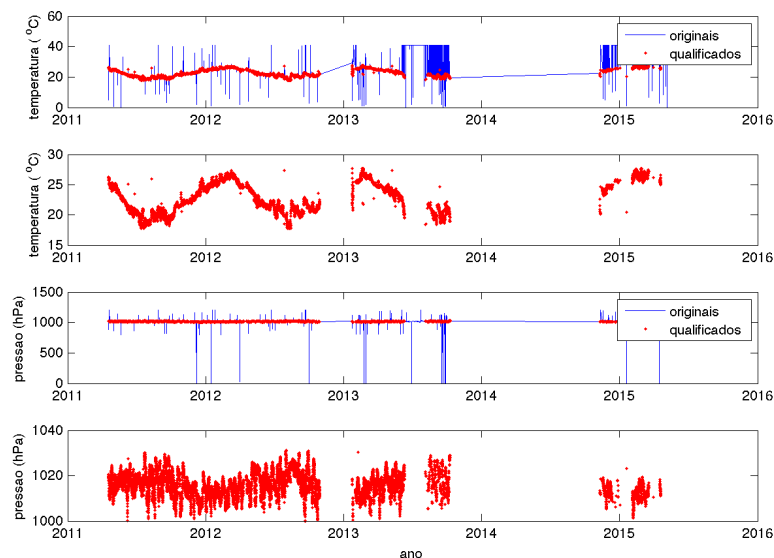 temperatura ( °C)
60
40
20
0
originais
qualificados
2011 2012 2013 2014 2015 2016
temperatura ( °C)
30
25
20
15
2011 2012 2013 2014 2015 2016
pressao (hPa)
1500
1000
500
0
originais
qualificados
2011 2012 2013 2014 2015 2016
pressao (hPa)
1040
1020
1000
2011 2012 2013 2014 2015 2016
ano